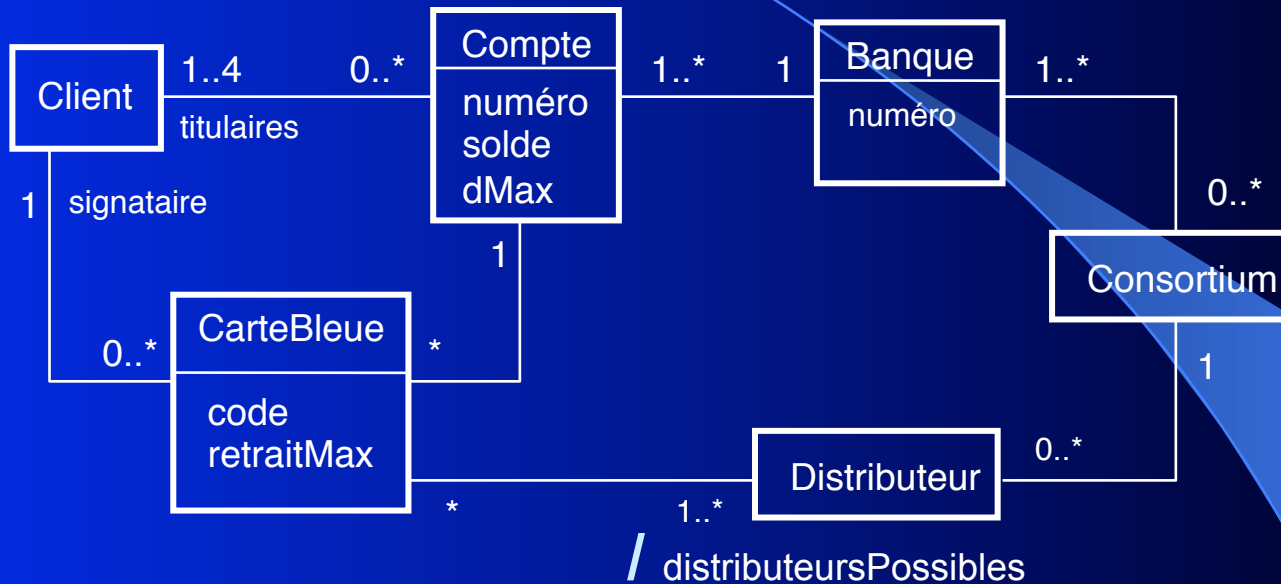 Client
1..4
titulaires
0..*
Compte
numéro
solde
dMax
1..*
1
Banque
numéro
1..*
0..*
Consortium
1
1
signataire
1
0..*
CarteBleue
code
retraitMax
*
*
1..*
Distributeur
0..*
/ distributeursPossibles